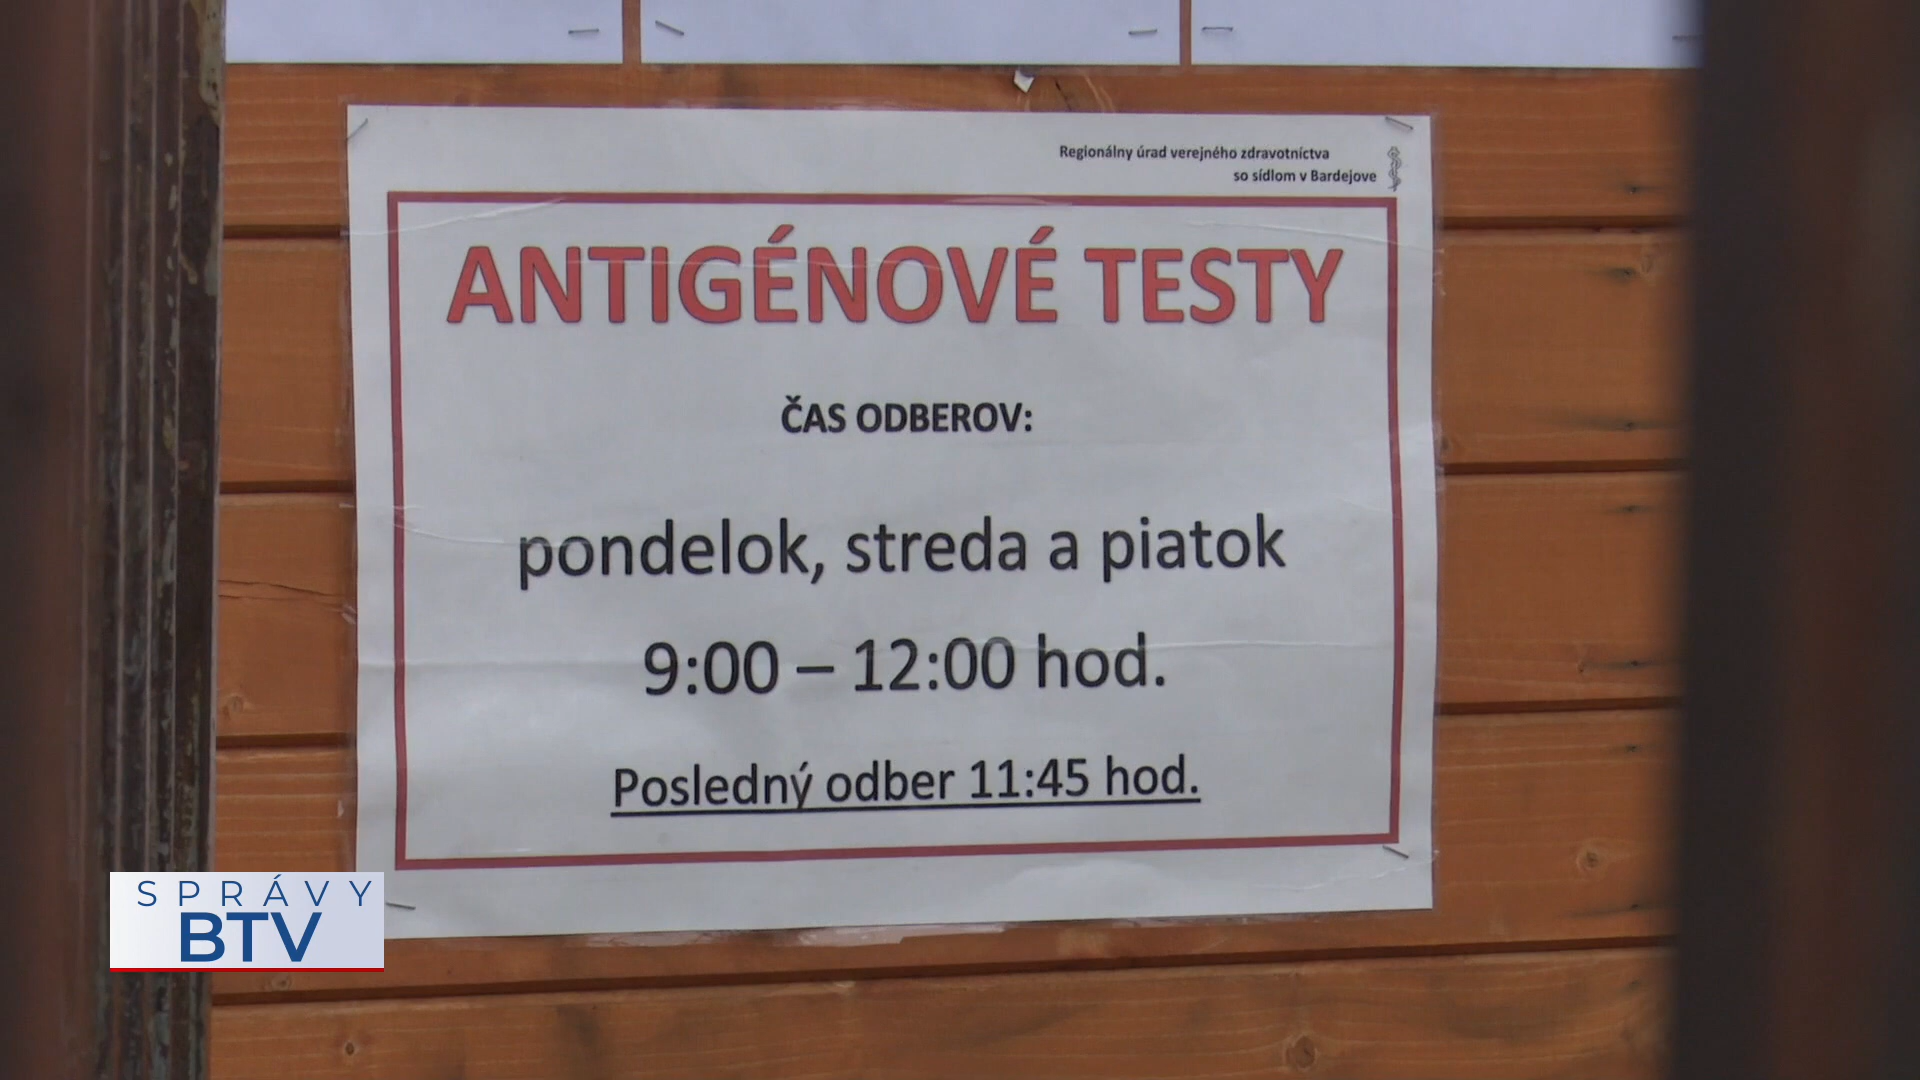 Regionálny úrad verejného zdravotníctva
so sídlom v Bardejove
ANTIGÉNOVÉ TESTY
ČAS ODBEROV:
pondelok, streda a piatok
9:00 – 12:00 hod.
Posledný odber 11:45 hod.
SPRÁVY
BTV